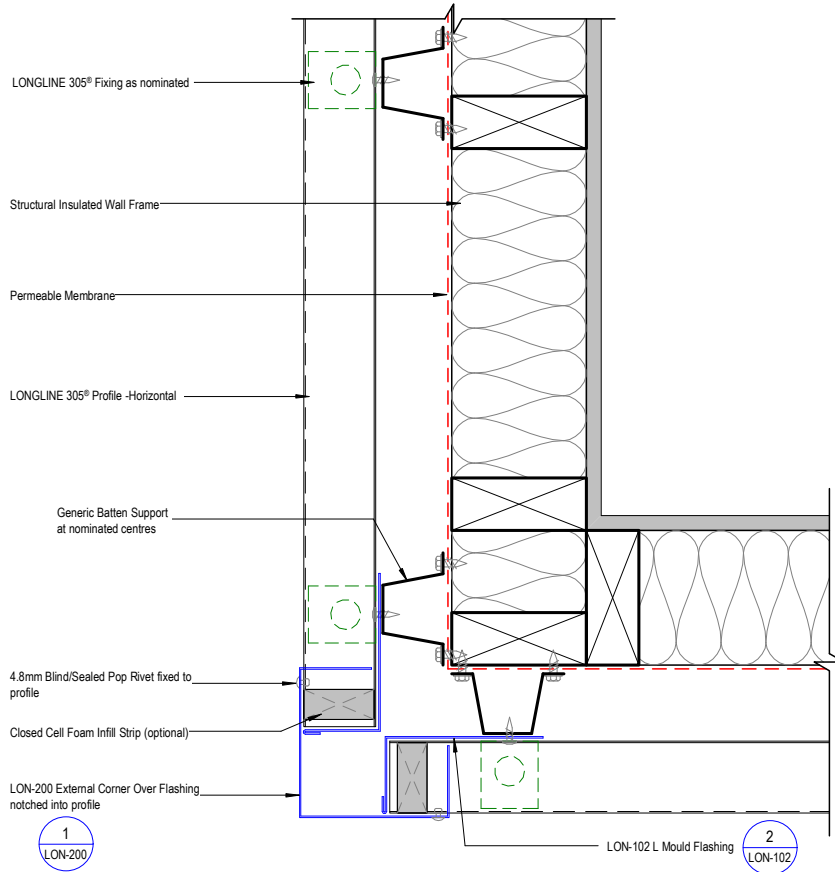 LONGLINE 305® Fixing as nominated
Structural Insulated Wall Frame
Permeable Membrane
LONGLINE 305® Profile -Horizontal
Generic Batten Support
at nominated centres
4.8mm Blind/Sealed Pop Rivet fixed to
profile
Closed Cell Foam Infill Strip (optional)
LON-200 External Corner Over Flashing
notched into profile
1
LON-200
LON-102 L Mould Flashing
2
LON-102